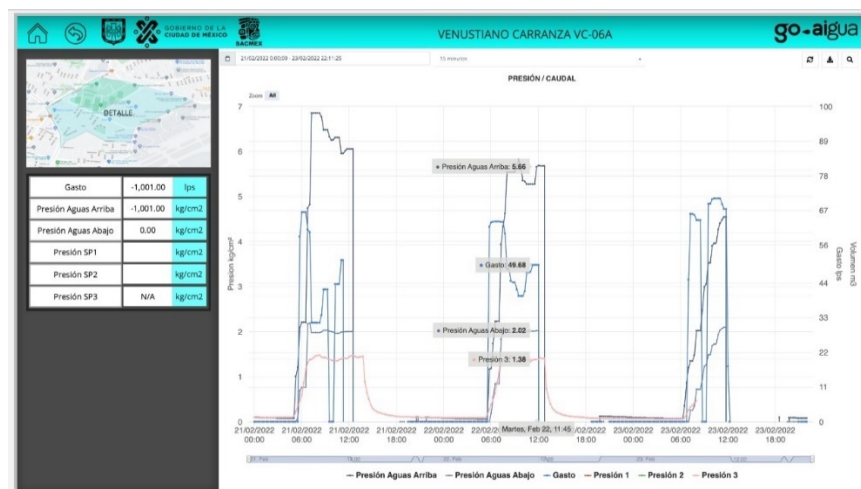 GOBIERNO DE LA
CIUDAD DE MÉXICO
SACMEX
VENUSTIANO CARRANZA VC-06A
go·aigua
DETALLE
Gasto -1,001.00 lps
Presión Aguas Arriba -1,001.00 kg/cm2
Presión Aguas Abajo 0.00 kg/cm2
Presión SP1 kg/cm2
Presión SP2 kg/cm2
Presión SP3 N/A kg/cm2
15 minutos
PRESIÓN / CAUDAL
Zoom All
7 100
89
6
78
Presión Aguas Arriba: 5.66
5 67
4 56
Gasto: 49.68
45
3
33
2
Presión Aguas Abajo: 2.02
22
Presión 3: 1.38
1
11
0 0
Presion kg/cm²
Gasto lps
Volumen m3
21/02/2022 21/02/2022 21/02/2022 21/02/2022 22/02/2022 22/02/2022 22/02/2022 22/02/2022 23/02/2022 23/02/2022 23/02/2022 23/02/2022
00:00 06:00 12:00 18:00 00:00 06:00 12:00 18:00 00:00 06:00 12:00 18:00
Martes, Feb 22, 11:45
Presión Aguas Arriba Presión Aguas Abajo Gasto Presión 1 Presión 2 Presión 3